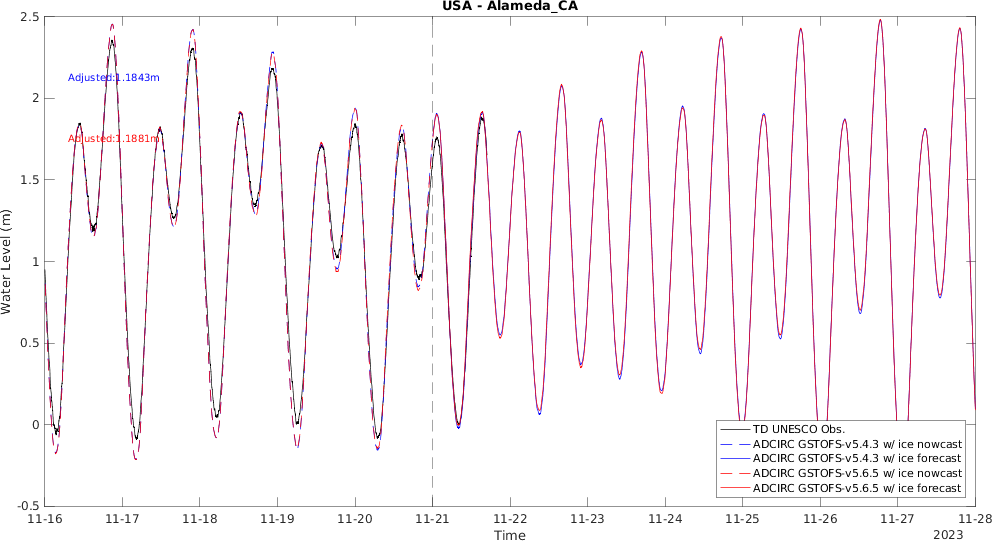 USA - Alameda_CA
2.5
2
1.5
1
0.5
0
-0.5
Water Level (m)
Adjusted:1.1843m
Adjusted:1.1881m
TD UNESCO Obs.
ADCIRC GSTOFS-v5.4.3 w/ ice nowcast
ADCIRC GSTOFS-v5.4.3 w/ ice forecast
ADCIRC GSTOFS-v5.6.5 w/ ice nowcast
ADCIRC GSTOFS-v5.6.5 w/ ice forecast
11-16 11-17 11-18 11-19 11-20 11-21 11-22 11-23 11-24 11-25 11-26 11-27 11-28
Time
2023